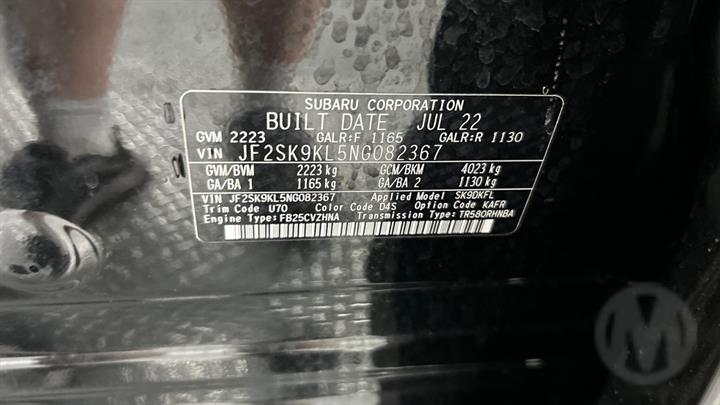 SUBARU CORPORATION
BUILT DATE JUL 22
GVM 2223 GALR:F 1165 GALR:R 1130
VIN JF2SK9KL5NG082367
GVM/BVM 2223 kg GCM/BKM 4023 kg
GA/BA 1 1165 kg GA/BA 2 1130 kg
VIN JF2SK9KL5NG082367 Applied Model SK9DKFL
Trim Code U70 Color Code D4S Option Code KAFR
Engine Type:FB25CVZHNA Transmission Type:TR580RHNBA
M